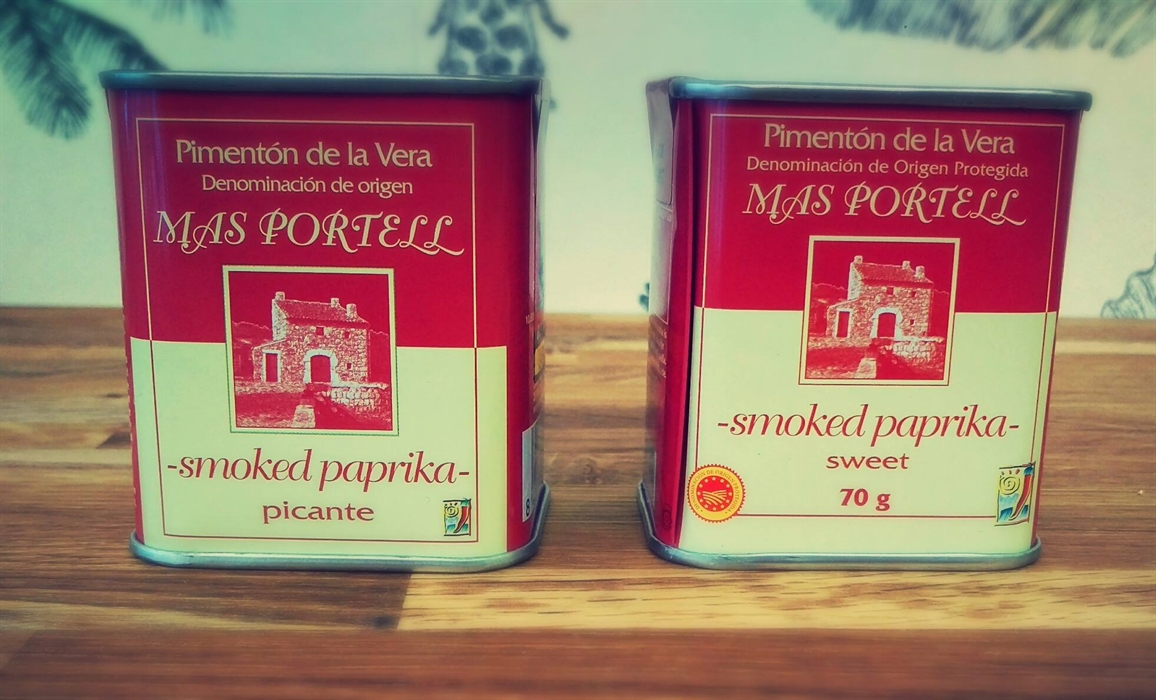 Pimentón de la Vera
Denominación de origen
MAS PORTELL
-smoked paprika-
picante
Pimentón de la Vera
Denominación de Origen Protegida
MAS PORTELL
-smoked paprika-
sweet
70 g